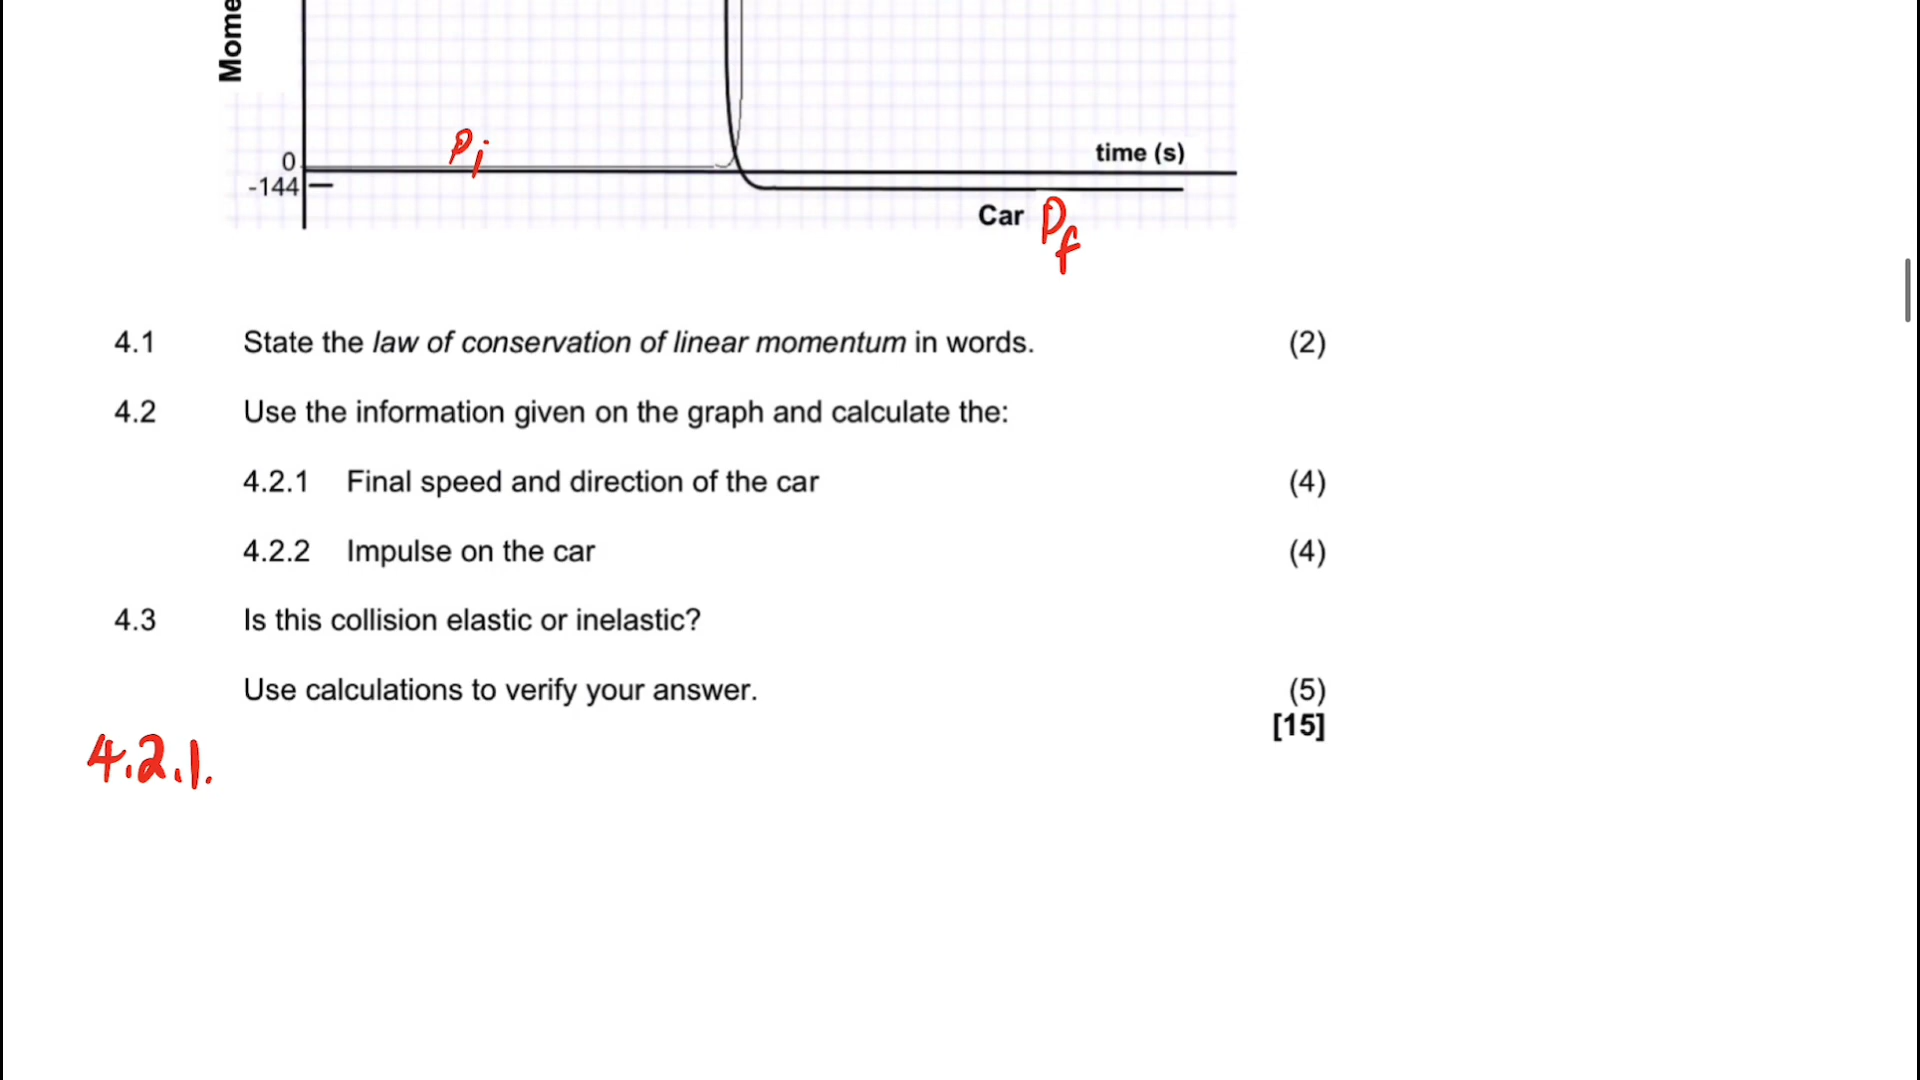 Mome
0
-144
time (s)
Car
Pi
Pf
4.1 State the law of conservation of linear momentum in words. (2)
4.2 Use the information given on the graph and calculate the:
4.2.1 Final speed and direction of the car (4)
4.2.2 Impulse on the car (4)
4.3 Is this collision elastic or inelastic?
Use calculations to verify your answer. (5)
[15]
4.2.1.